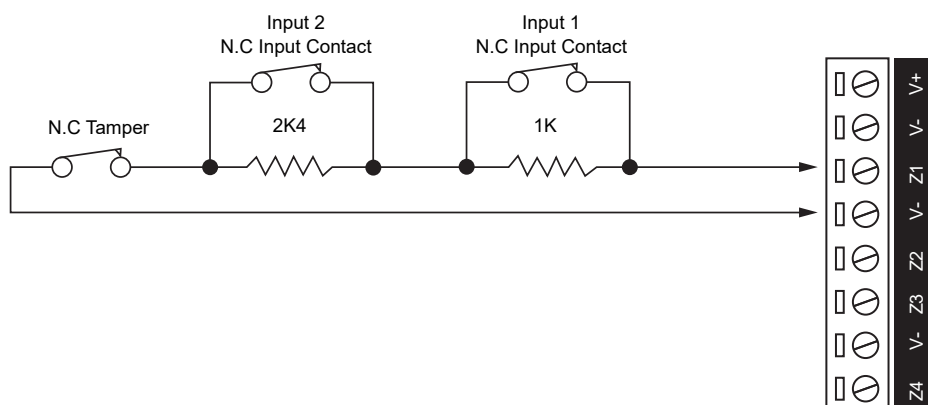 Input 2
N.C Input Contact
Input 1
N.C Input Contact
N.C Tamper
2K4
1K
V+
V-
Z1
V-
Z2
Z3
V-
Z4